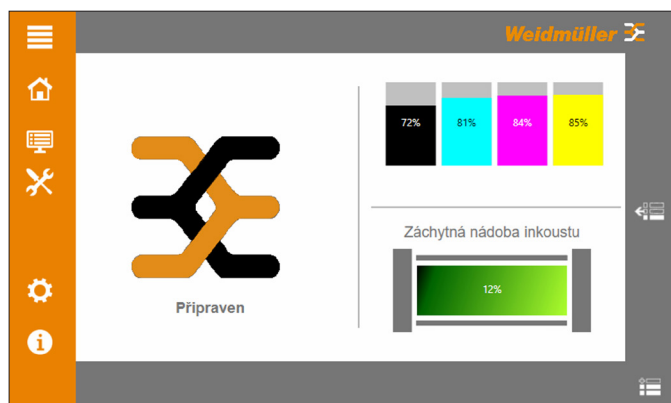 Weidmüller
72%
81%
84%
85%
Záchytná nádoba inkoustu
12%
Připraven